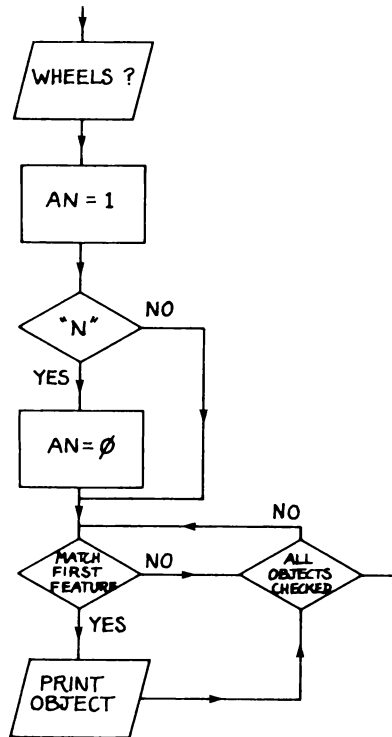 WHEELS ?
AN = 1
"N"
NO
YES
AN = Ø
NO
MATCH
FIRST
FEATURE
NO
ALL
OBJECTS
CHECKED
YES
PRINT
OBJECT